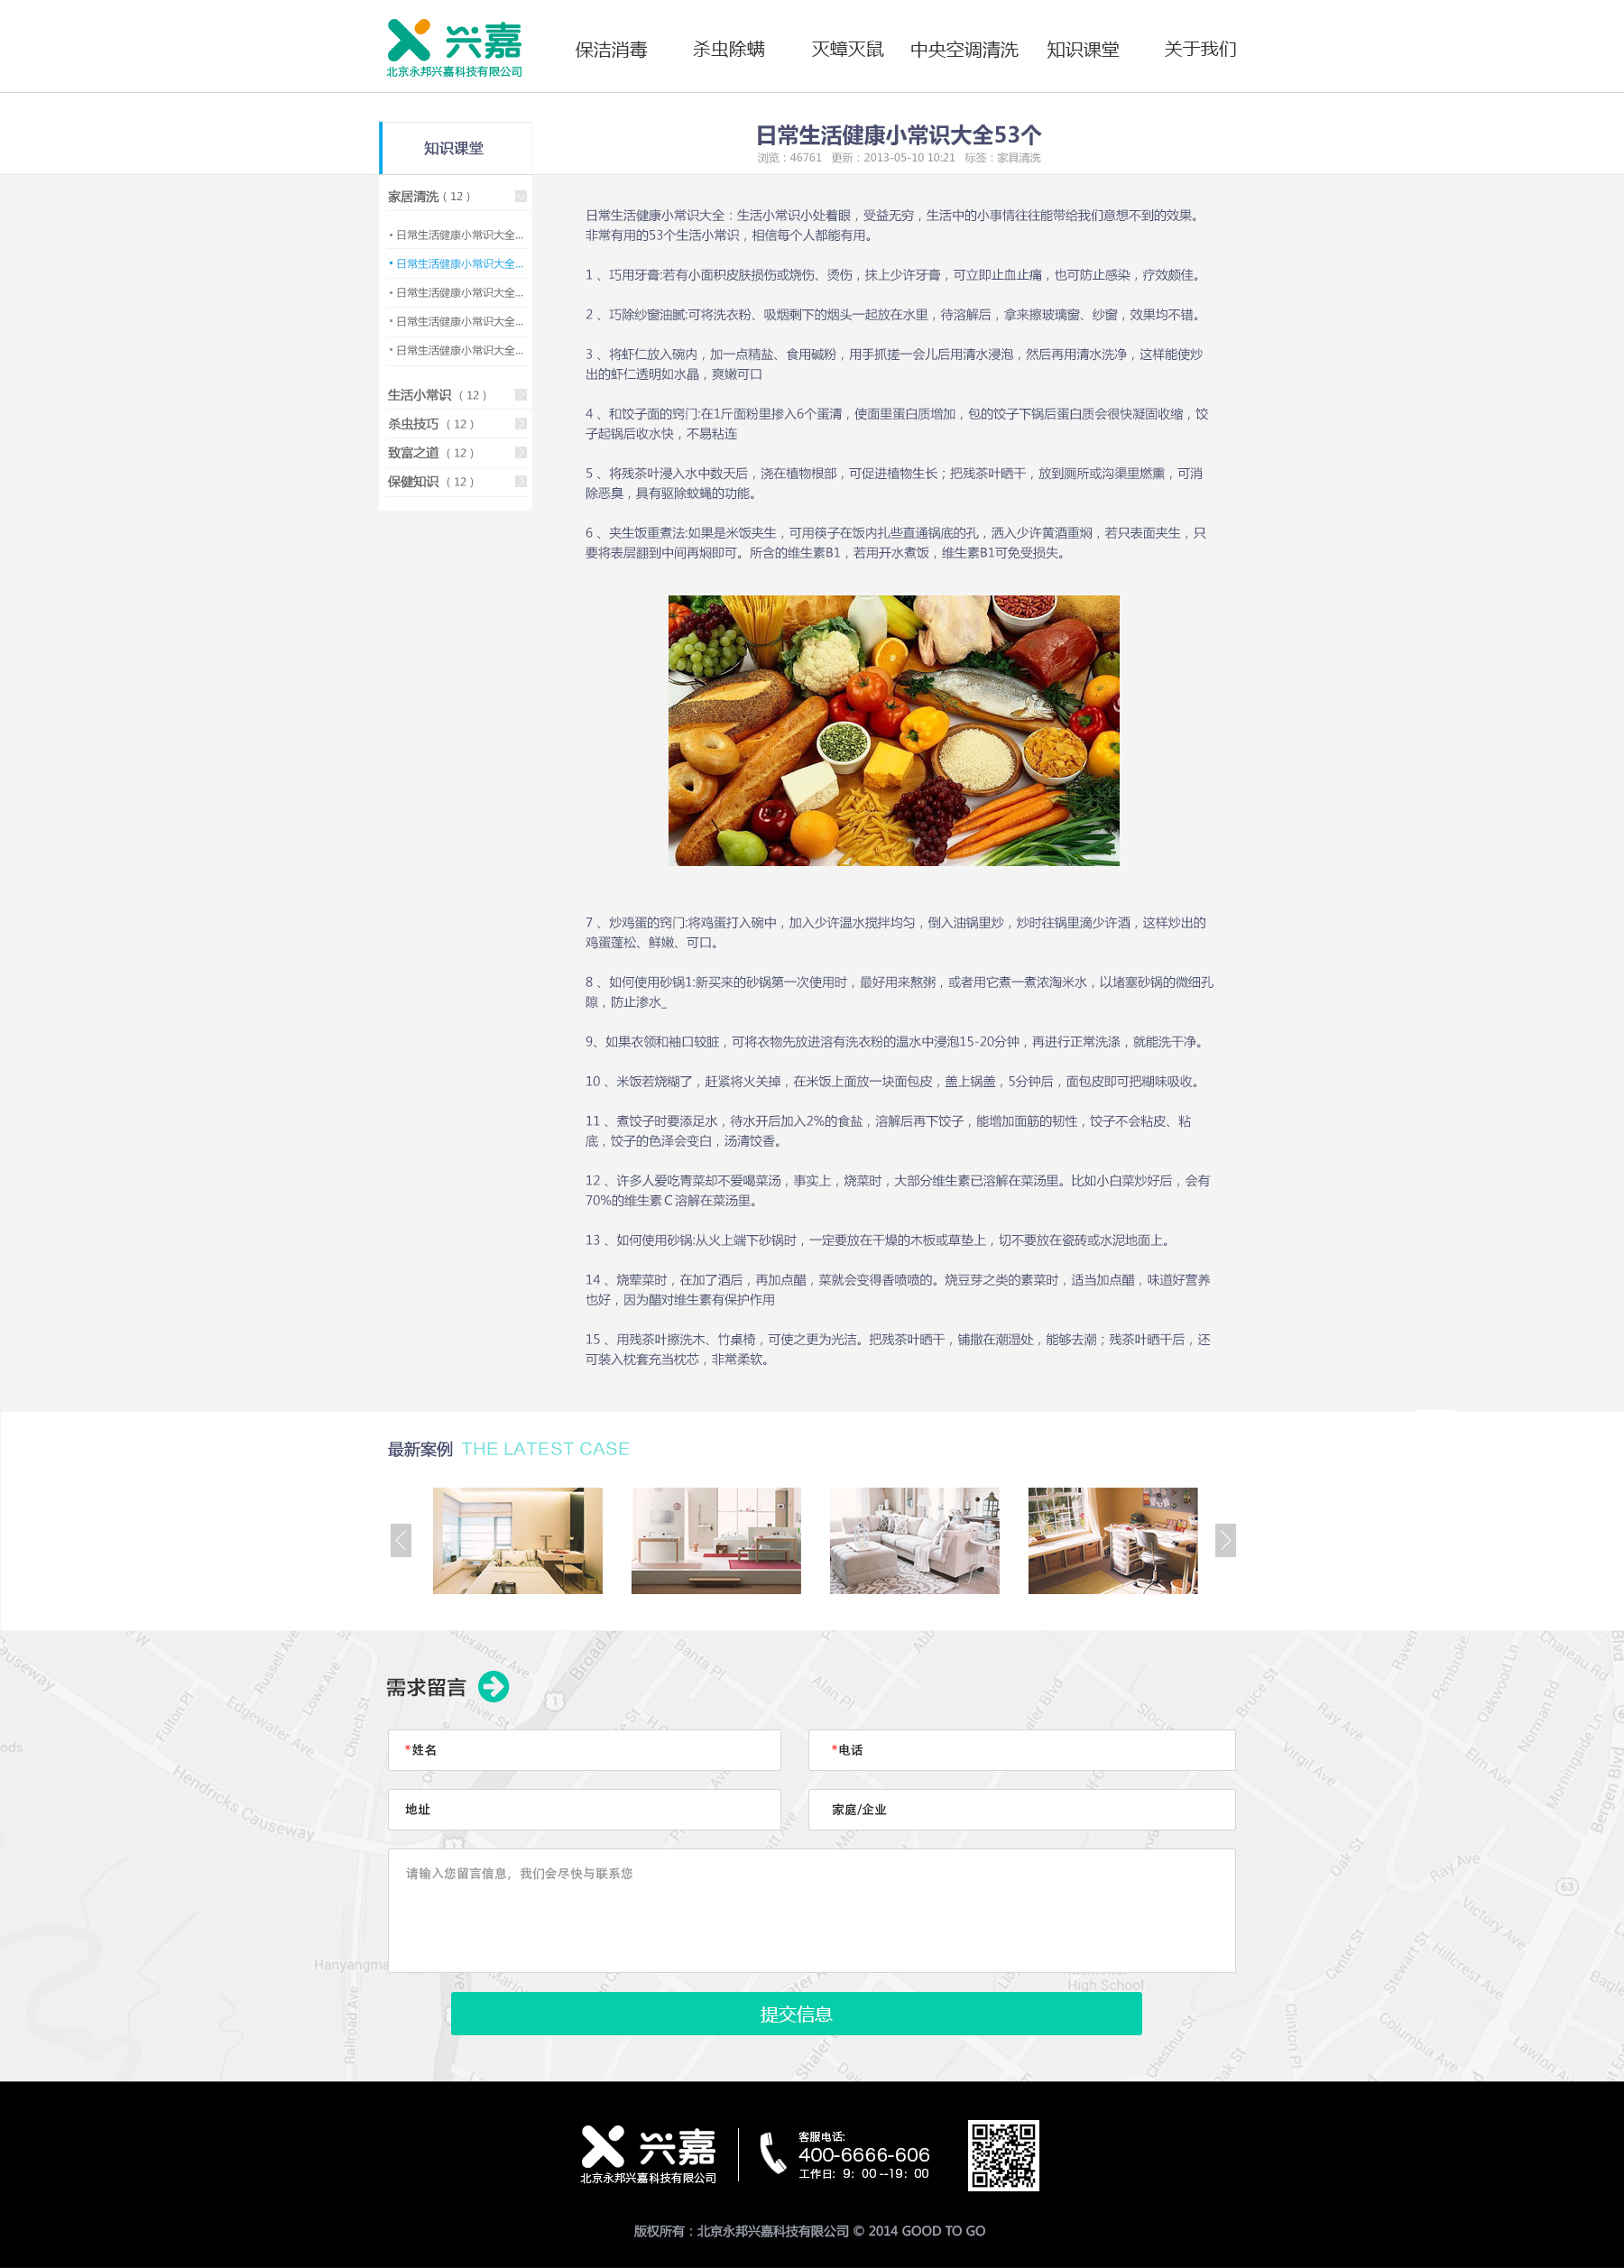 兴嘉
北京永邦兴嘉科技有限公司
保洁消毒 杀虫除螨 灭蟑灭鼠 中央空调清洗 知识课堂 关于我们
知识课堂
家居清洗 ( 12 )
• 日常生活健康小常识大全...
• 日常生活健康小常识大全...
• 日常生活健康小常识大全...
• 日常生活健康小常识大全...
• 日常生活健康小常识大全...
生活小常识 ( 12 )
杀虫技巧 ( 12 )
致富之道 ( 12 )
保健知识 ( 12 )
日常生活健康小常识大全53个
浏览：46761 更新：2013-05-10 10:21 标签：家具清洗
日常生活健康小常识大全：生活小常识小处着眼，受益无穷，生活中的小事情往往能带给我们意想不到的效果。
非常有用的53个生活小常识，相信每个人都能有用。
1 、巧用牙膏:若有小面积皮肤损伤或烧伤、烫伤，抹上少许牙膏，可立即止血止痛，也可防止感染，疗效颇佳。
2 、巧除纱窗油腻:可将洗衣粉、吸烟剩下的烟头一起放在水里，待溶解后，拿来擦玻璃窗、纱窗，效果均不错。
3 、将虾仁放入碗内，加一点精盐、食用碱粉，用手抓搓一会儿后用清水浸泡，然后再用清水洗净，这样能使炒
出的虾仁透明如水晶，爽嫩可口
4 、和饺子面的窍门:在1斤面粉里掺入6个蛋清，使面里蛋白质增加，包的饺子下锅后蛋白质会很快凝固收缩，饺
子起锅后收水快，不易粘连
5 、将残茶叶浸入水中数天后，浇在植物根部，可促进植物生长；把残茶叶晒干，放到厕所或沟渠里燃熏，可消
除恶臭，具有驱除蚊蝇的功能。
6 、夹生饭重煮法:如果是米饭夹生，可用筷子在饭内扎些直通锅底的孔，洒入少许黄酒重焖，若只表面夹生，只
要将表层翻到中间再焖即可。所含的维生素B1，若用开水煮饭，维生素B1可免受损失。
7 、炒鸡蛋的窍门:将鸡蛋打入碗中，加入少许温水搅拌均匀，倒入油锅里炒，炒时往锅里滴少许酒，这样炒出的
鸡蛋蓬松、鲜嫩、可口。
8 、如何使用砂锅1:新买来的砂锅第一次使用时，最好用来熬粥，或者用它煮一煮浓淘米水，以堵塞砂锅的微细孔
隙，防止渗水_
9、如果衣领和袖口较脏，可将衣物先放进溶有洗衣粉的温水中浸泡15-20分钟，再进行正常洗涤，就能洗干净。
10 、米饭若烧糊了，赶紧将火关掉，在米饭上面放一块面包皮，盖上锅盖，5分钟后，面包皮即可把糊味吸收。
11 、煮饺子时要添足水，待水开后加入2%的食盐，溶解后再下饺子，能增加面筋的韧性，饺子不会粘皮、粘
底，饺子的色泽会变白，汤清饺香。
12 、许多人爱吃青菜却不爱喝菜汤，事实上，烧菜时，大部分维生素已溶解在菜汤里。比如小白菜炒好后，会有
70%的维生素Ｃ溶解在菜汤里。
13 、如何使用砂锅:从火上端下砂锅时，一定要放在干燥的木板或草垫上，切不要放在瓷砖或水泥地面上。
14 、烧荤菜时，在加了酒后，再加点醋，菜就会变得香喷喷的。烧豆芽之类的素菜时，适当加点醋，味道好营养
也好，因为醋对维生素有保护作用
15 、用残茶叶擦洗木、竹桌椅，可使之更为光洁。把残茶叶晒干，铺撒在潮湿处，能够去潮；残茶叶晒干后，还
可装入枕套充当枕芯，非常柔软。
最新案例 THE LATEST CASE
需求留言
*姓名 *电话
地址 家庭/企业
请输入您留言信息，我们会尽快与联系您
提交信息
兴嘉
北京永邦兴嘉科技有限公司
客服电话:
400-6666-606
工作日: 9: 00 --19: 00
版权所有：北京永邦兴嘉科技有限公司 © 2014 GOOD TO GO